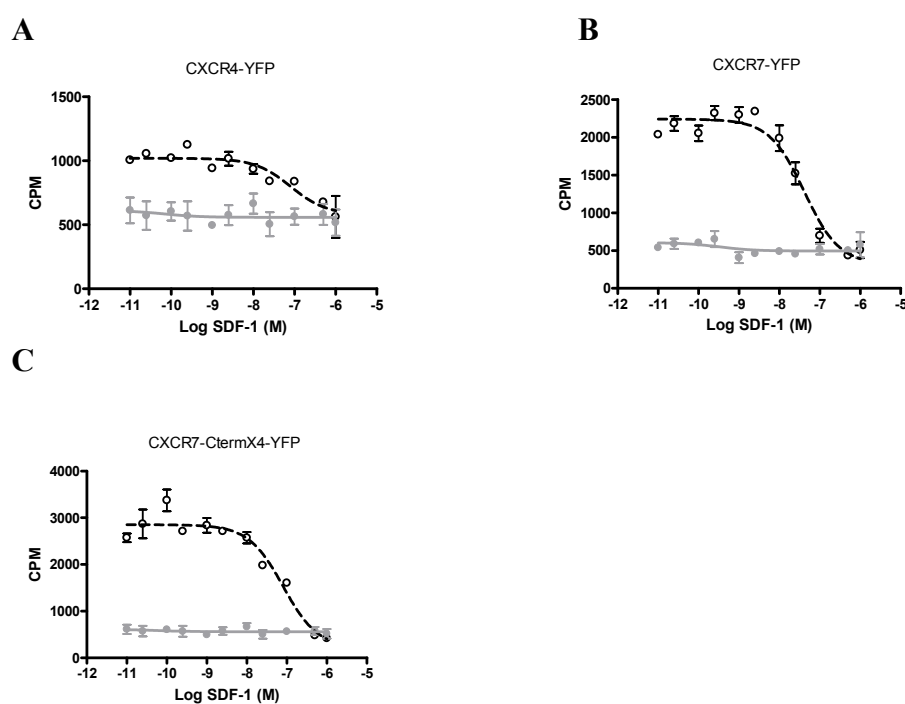 A
CXCR4-YFP
1500
1000
500
0
CPM
-12 -11 -10 -9 -8 -7 -6 -5
Log SDF-1 (M)
B
CXCR7-YFP
2500
2000
1500
1000
500
0
CPM
-12 -11 -10 -9 -8 -7 -6 -5
Log SDF-1 (M)
C
CXCR7-CtermX4-YFP
4000
3000
2000
1000
0
CPM
-12 -11 -10 -9 -8 -7 -6 -5
Log SDF-1 (M)